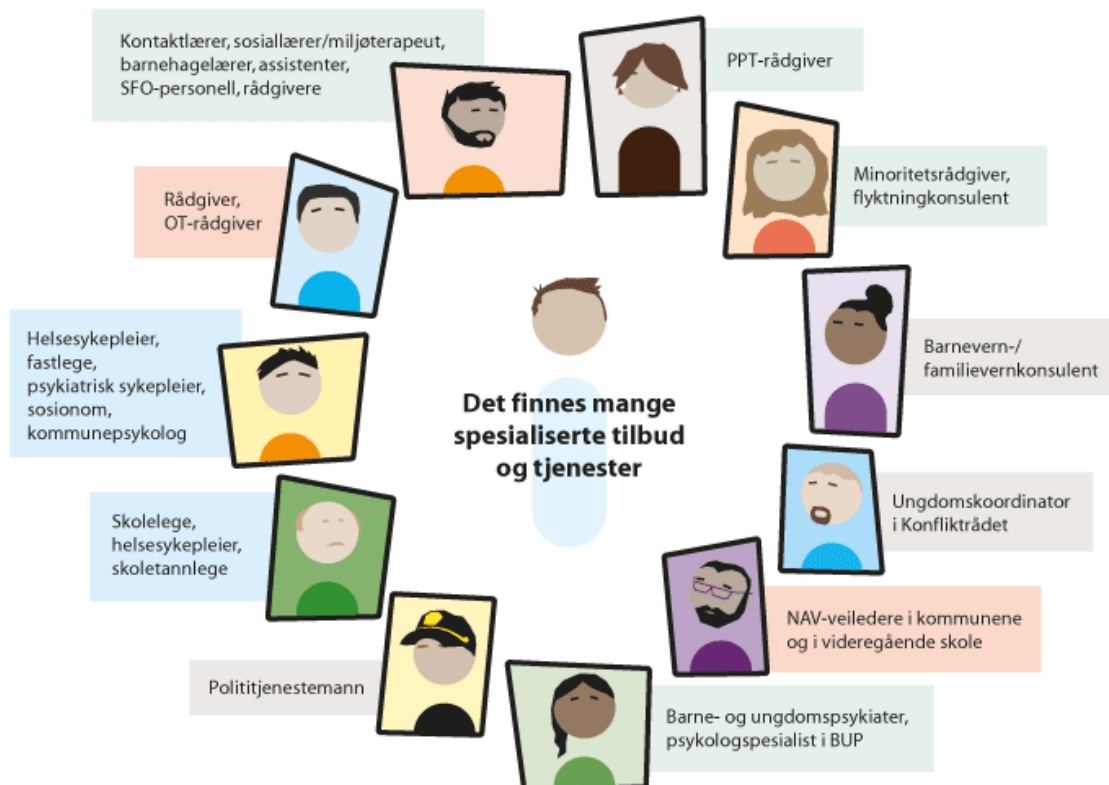 Kontaktlærer, sosiallærer/miljøterapeut,
barnehagelærer, assistenter,
SFO-personell, rådgivere
PPT-rådgiver
Minoritetsrådgiver,
flyktningkonsulent
Rådgiver,
OT-rådgiver
Barnevern-/
familievernkonsulent
Helsesykepleier,
fastlege,
psykiatrisk sykepleier,
sosionom,
kommunepsykolog
Det finnes mange
spesialiserte tilbud
og tjenester
Ungdomskoordinator
i Konfliktrådet
Skolelege,
helsesykepleier,
skoletannlege
NAV-veiledere i kommunene
og i videregående skole
Polititjenestemann
Barne- og ungdomspsykiater,
psykologspesialist i BUP